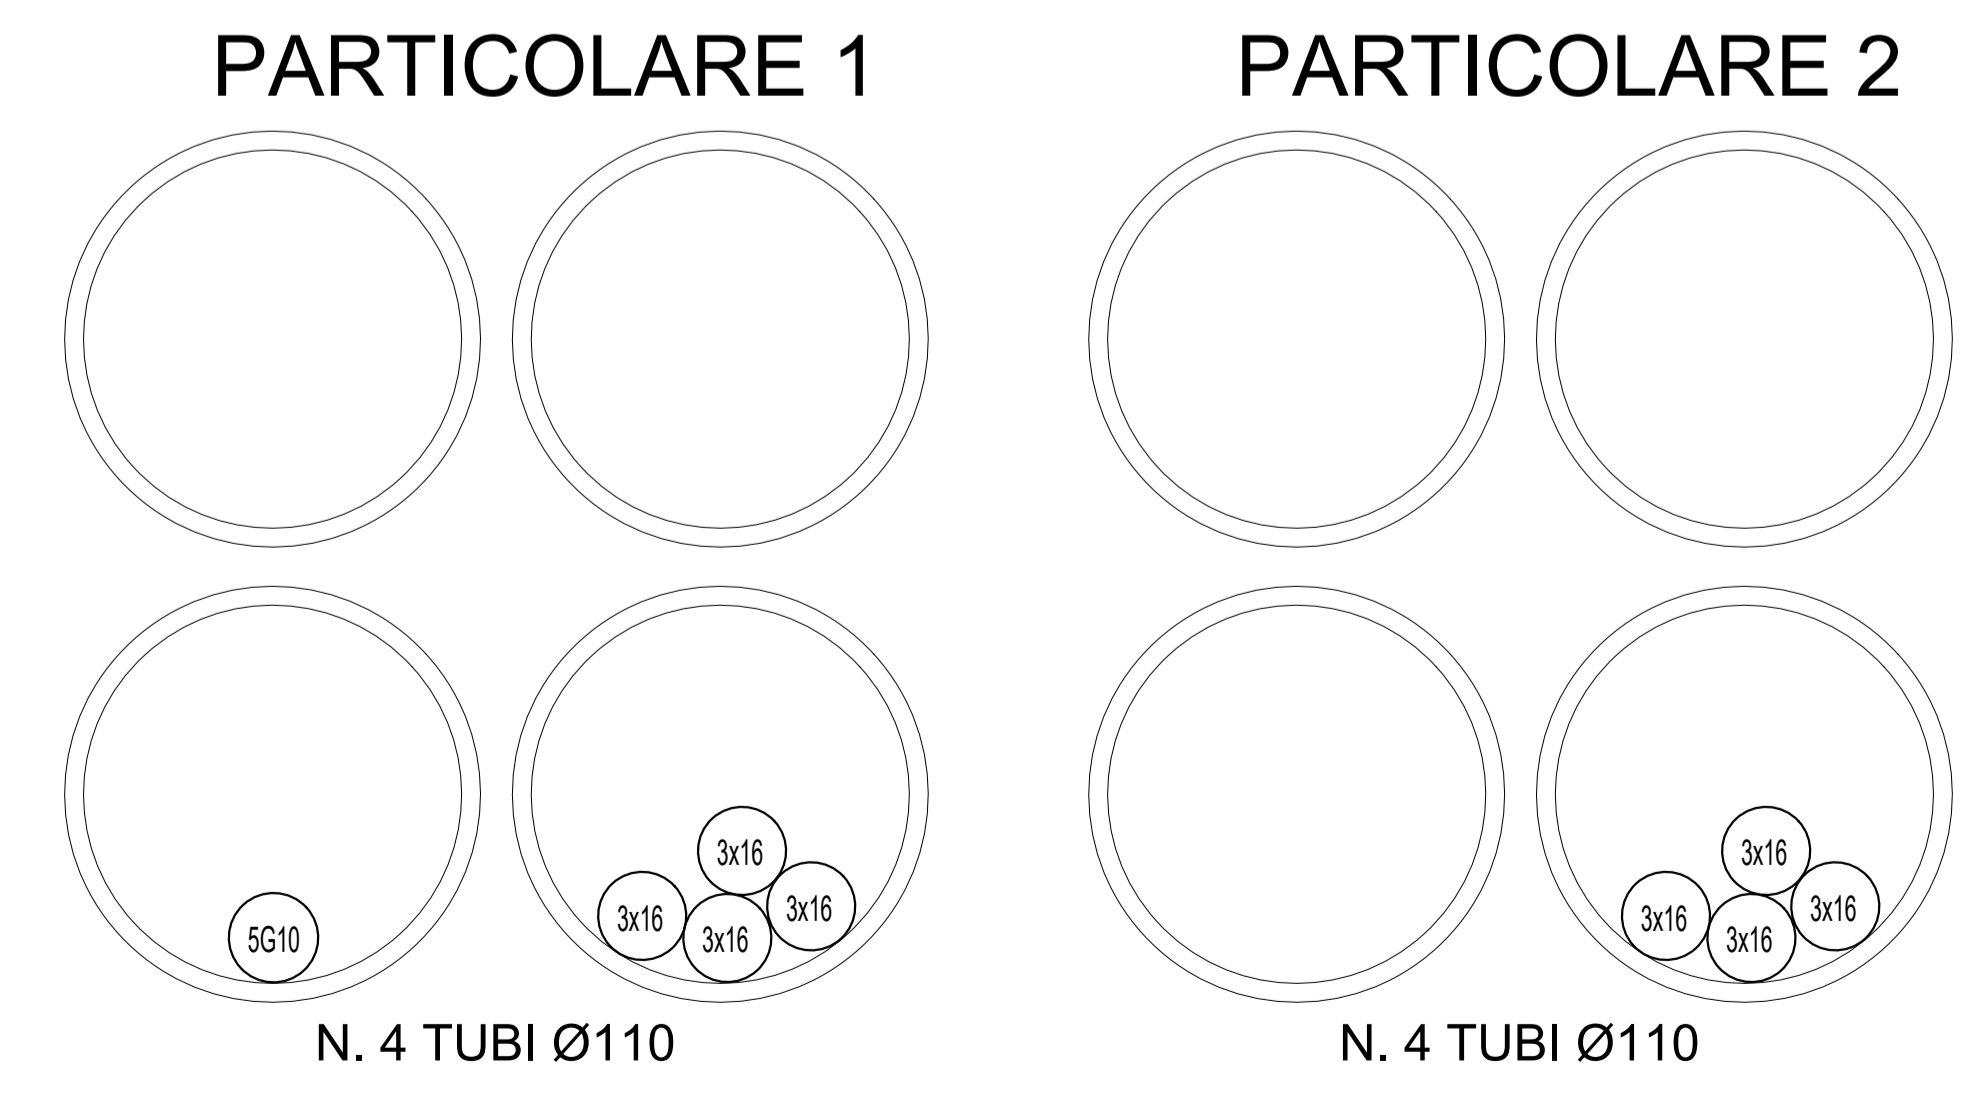 PARTICOLARE 1
PARTICOLARE 2
5G10
3x16
3x16
3x16
3x16
N. 4 TUBI Ø110
3x16
3x16
3x16
3x16
N. 4 TUBI Ø110